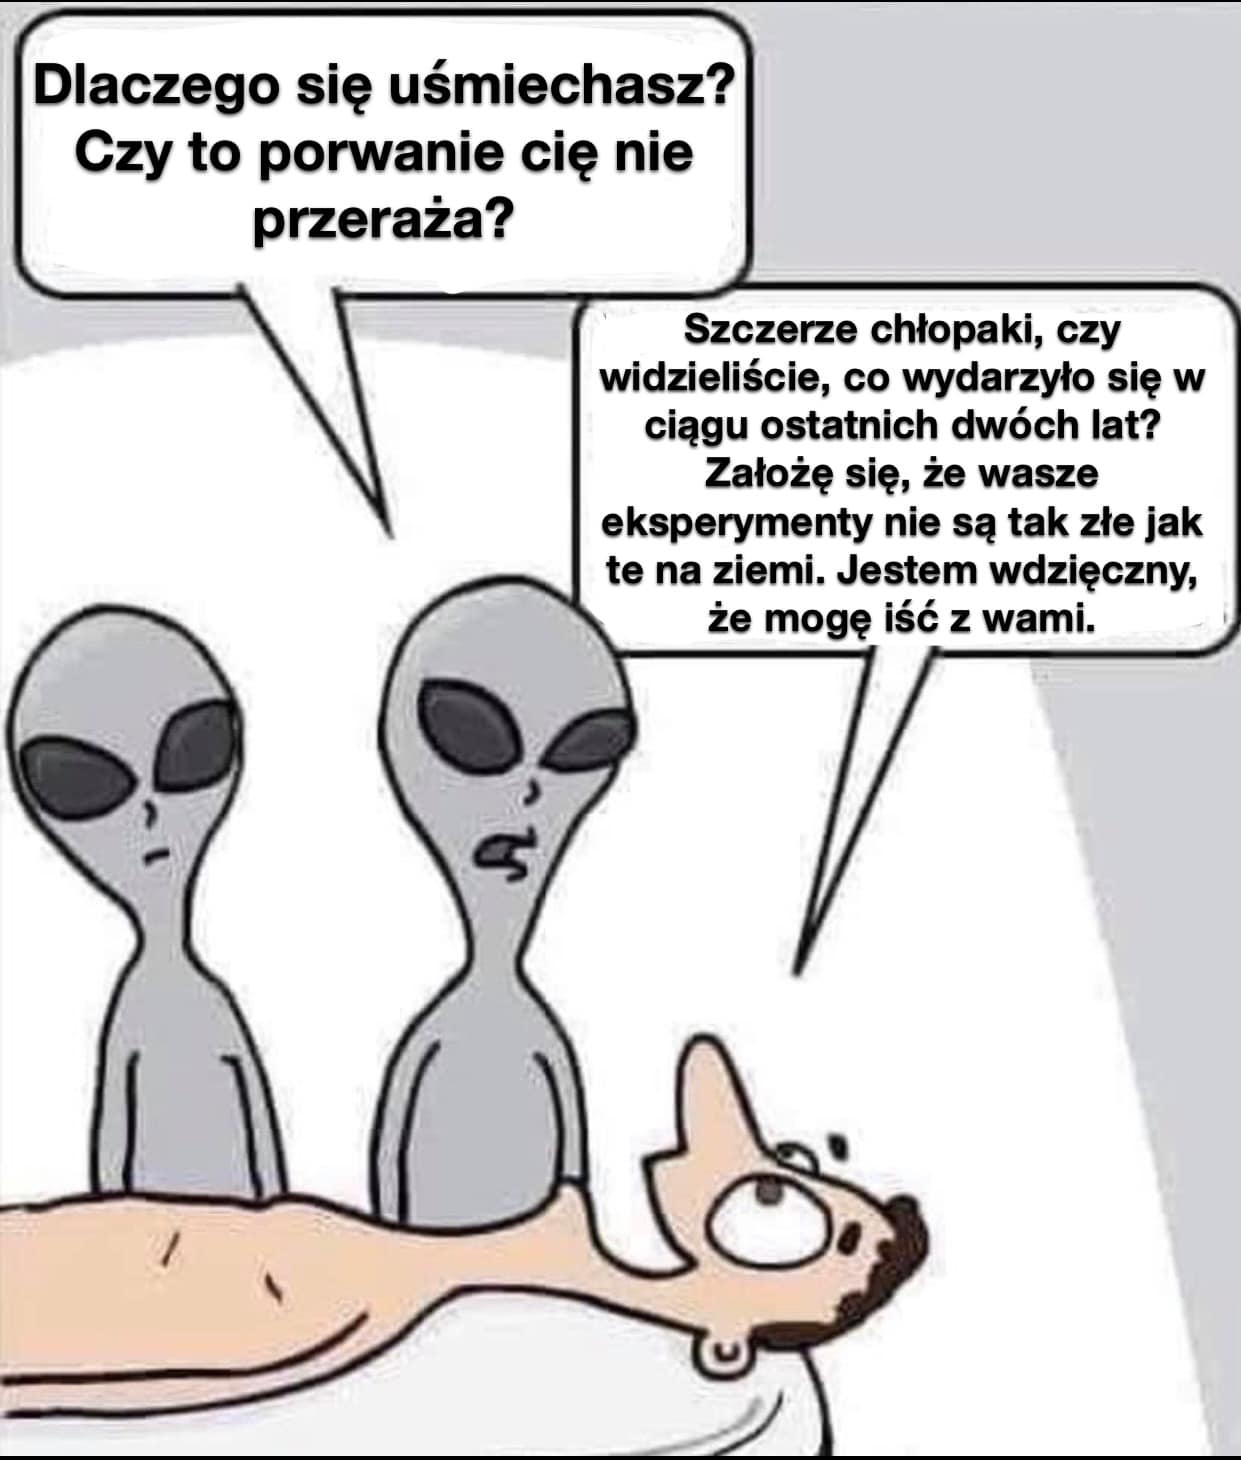 Dlaczego się uśmiechasz?
Czy to porwanie cię nie
przeraża?
Szczerze chłopaki, czy
widzieliście, co wydarzyło się w
ciągu ostatnich dwóch lat?
Założę się, że wasze
eksperymenty nie są tak złe jak
te na ziemi. Jestem wdzięczny,
że mogę iść z wami.